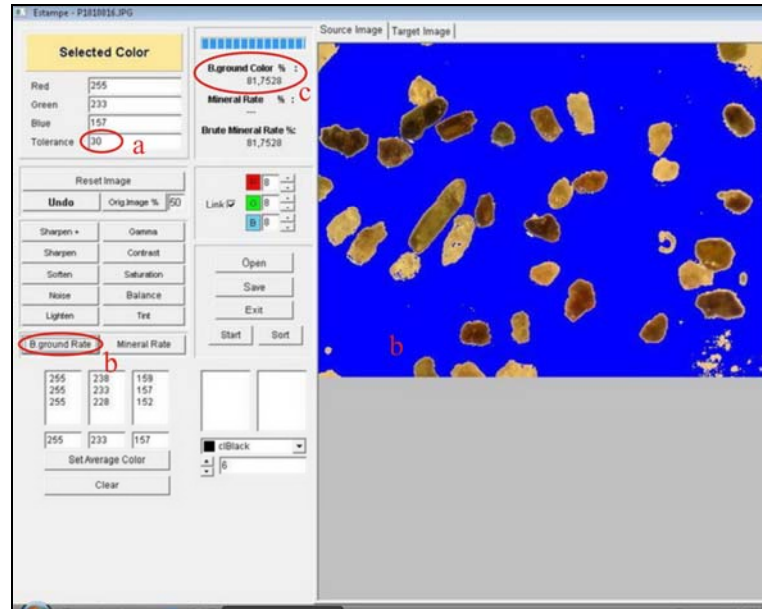 Estampe - P1010016.JPG
Selected Color
Red 255
Green 233
Blue 157
Tolerance 30
a
B.ground Color % :
81,7528
c
Mineral Rate % :
---
Brute Mineral Rate %:
81,7528
Source Image Target Image
Reset Image
Undo Orig.Image % 50
Sharpen + Gamma
Sharpen Contrast
Soften Saturation
Noise Balance
Lighten Tint
B.ground Rate Mineral Rate
b
Link
8
G 8
B 8
Open
Save
Exit
Start Sort
b
255 238 159
255 233 157
255 228 152
255 233 157
Set Average Color
Clear
clBlack
6